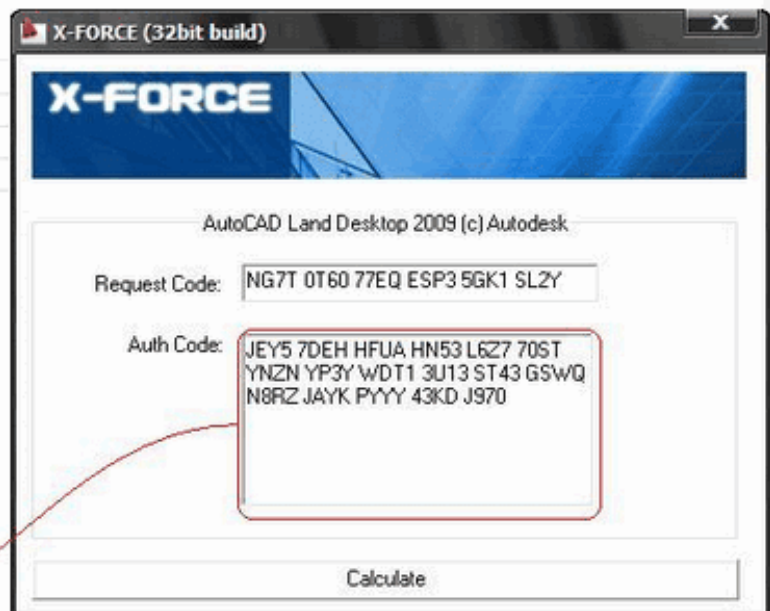 X-FORCE (32bit build)
X-FORCE
AutoCAD Land Desktop 2009 (c) Autodesk
Request Code: NG7T 0T60 77EQ ESP3 5GK1 SL2Y
Auth Code: JEY5 7DEH HFUA HN53 L6Z7 70ST
YNZN YP3Y WDT1 3U13 ST43 GSWQ
N8RZ JAYK PYYY 43KD J970
Calculate